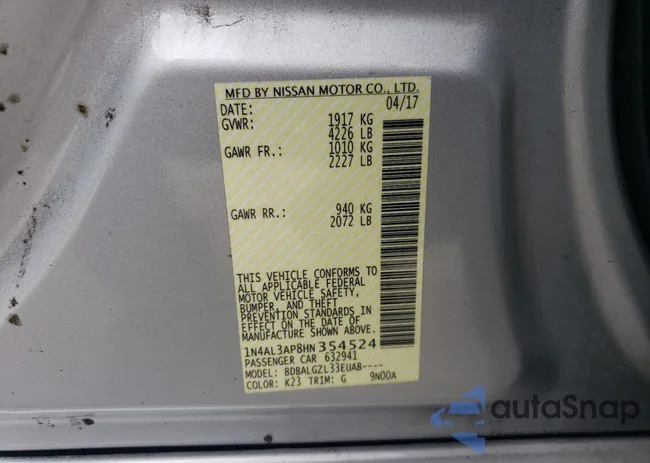 MFD BY NISSAN MOTOR CO., LTD.
DATE: 04/17
GVWR: 1917 KG
4226 LB
GAWR FR.: 1010 KG
2227 LB
GAWR RR.: 940 KG
2072 LB
THIS VEHICLE CONFORMS TO
ALL APPLICABLE FEDERAL
MOTOR VEHICLE SAFETY,
BUMPER, AND THEFT
PREVENTION STANDARDS IN
EFFECT ON THE DATE OF
MANUFACTURE SHOWN ABOVE.
1N4AL3AP8HN354524
PASSENGER CAR 632941
MODEL: BDBALGZL33EUAB----
COLOR: K23 TRIM: G 9N00A
autoSnap